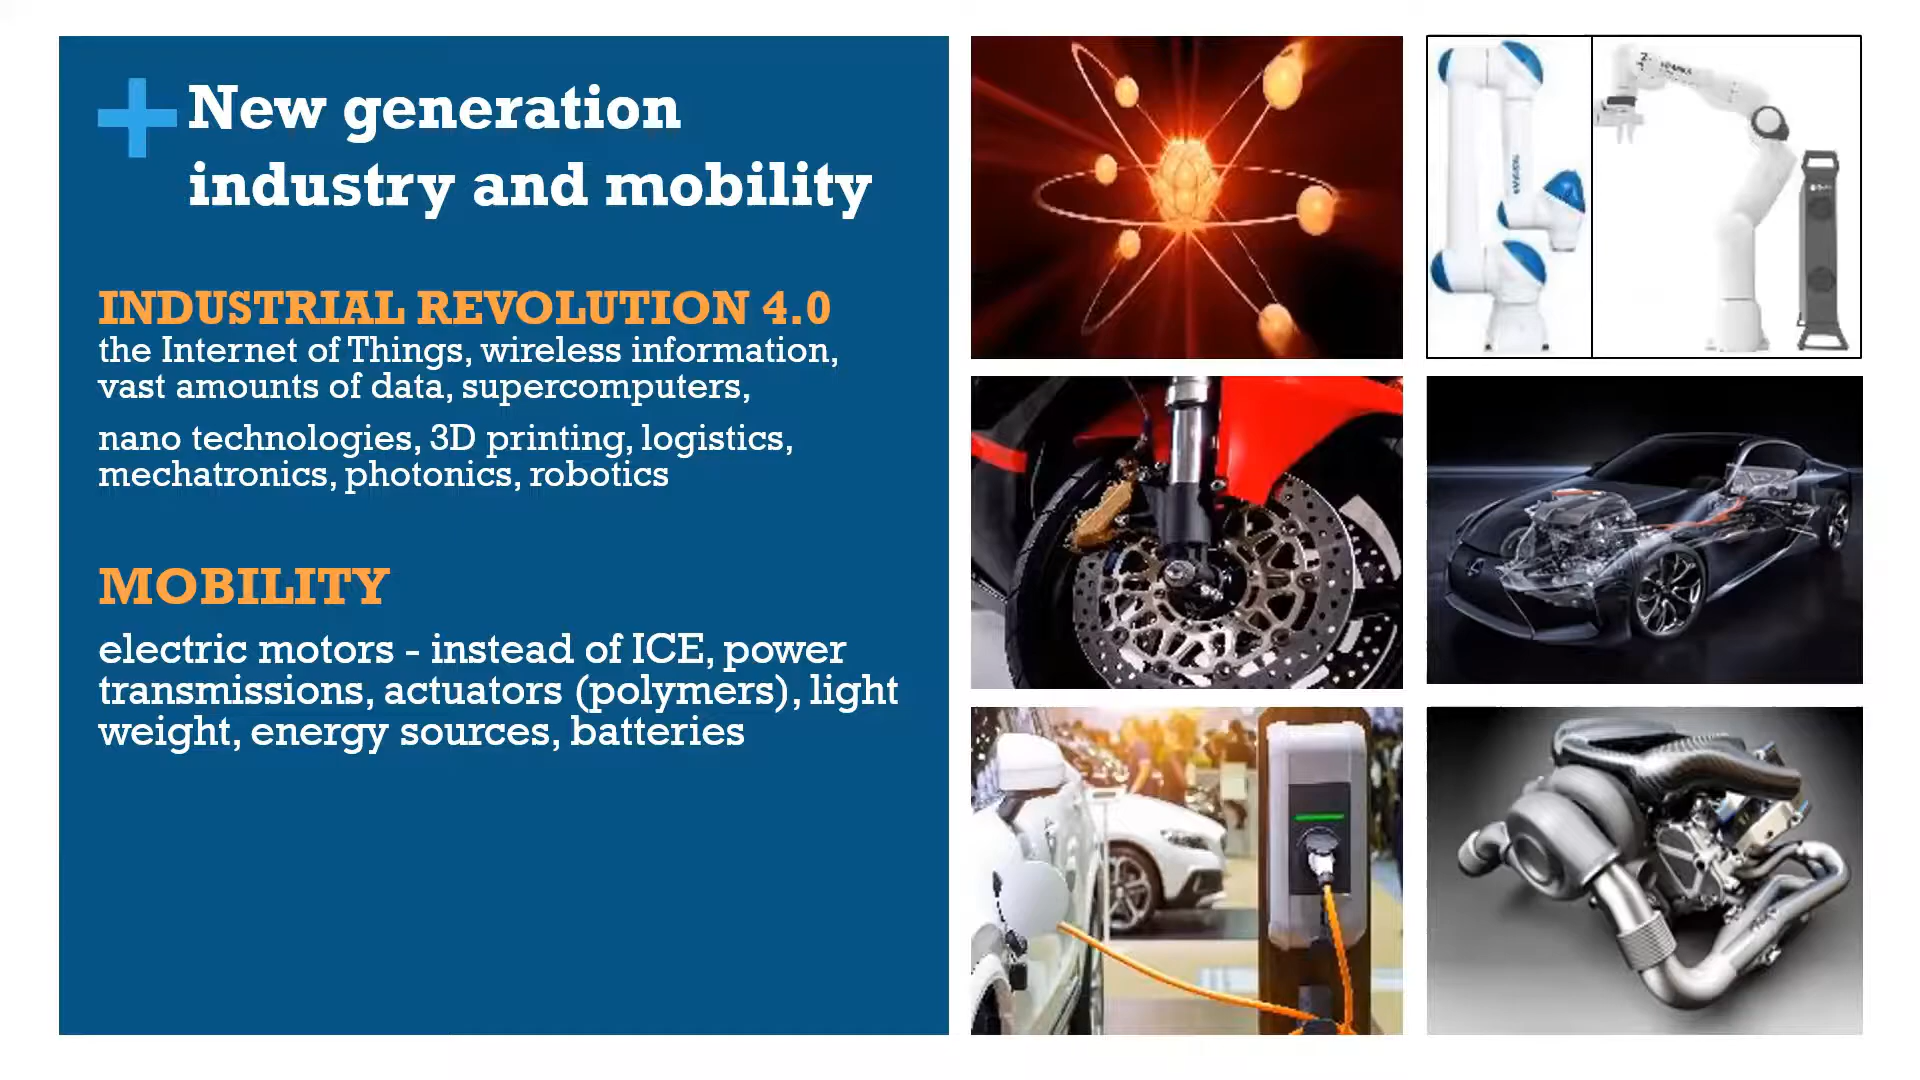 New generation
industry and mobility
INDUSTRIAL REVOLUTION 4.0
the Internet of Things, wireless information,
vast amounts of data, supercomputers,
nano technologies, 3D printing, logistics,
mechatronics, photonics, robotics
MOBILITY
electric motors - instead of ICE, power
transmissions, actuators (polymers), light
weight, energy sources, batteries